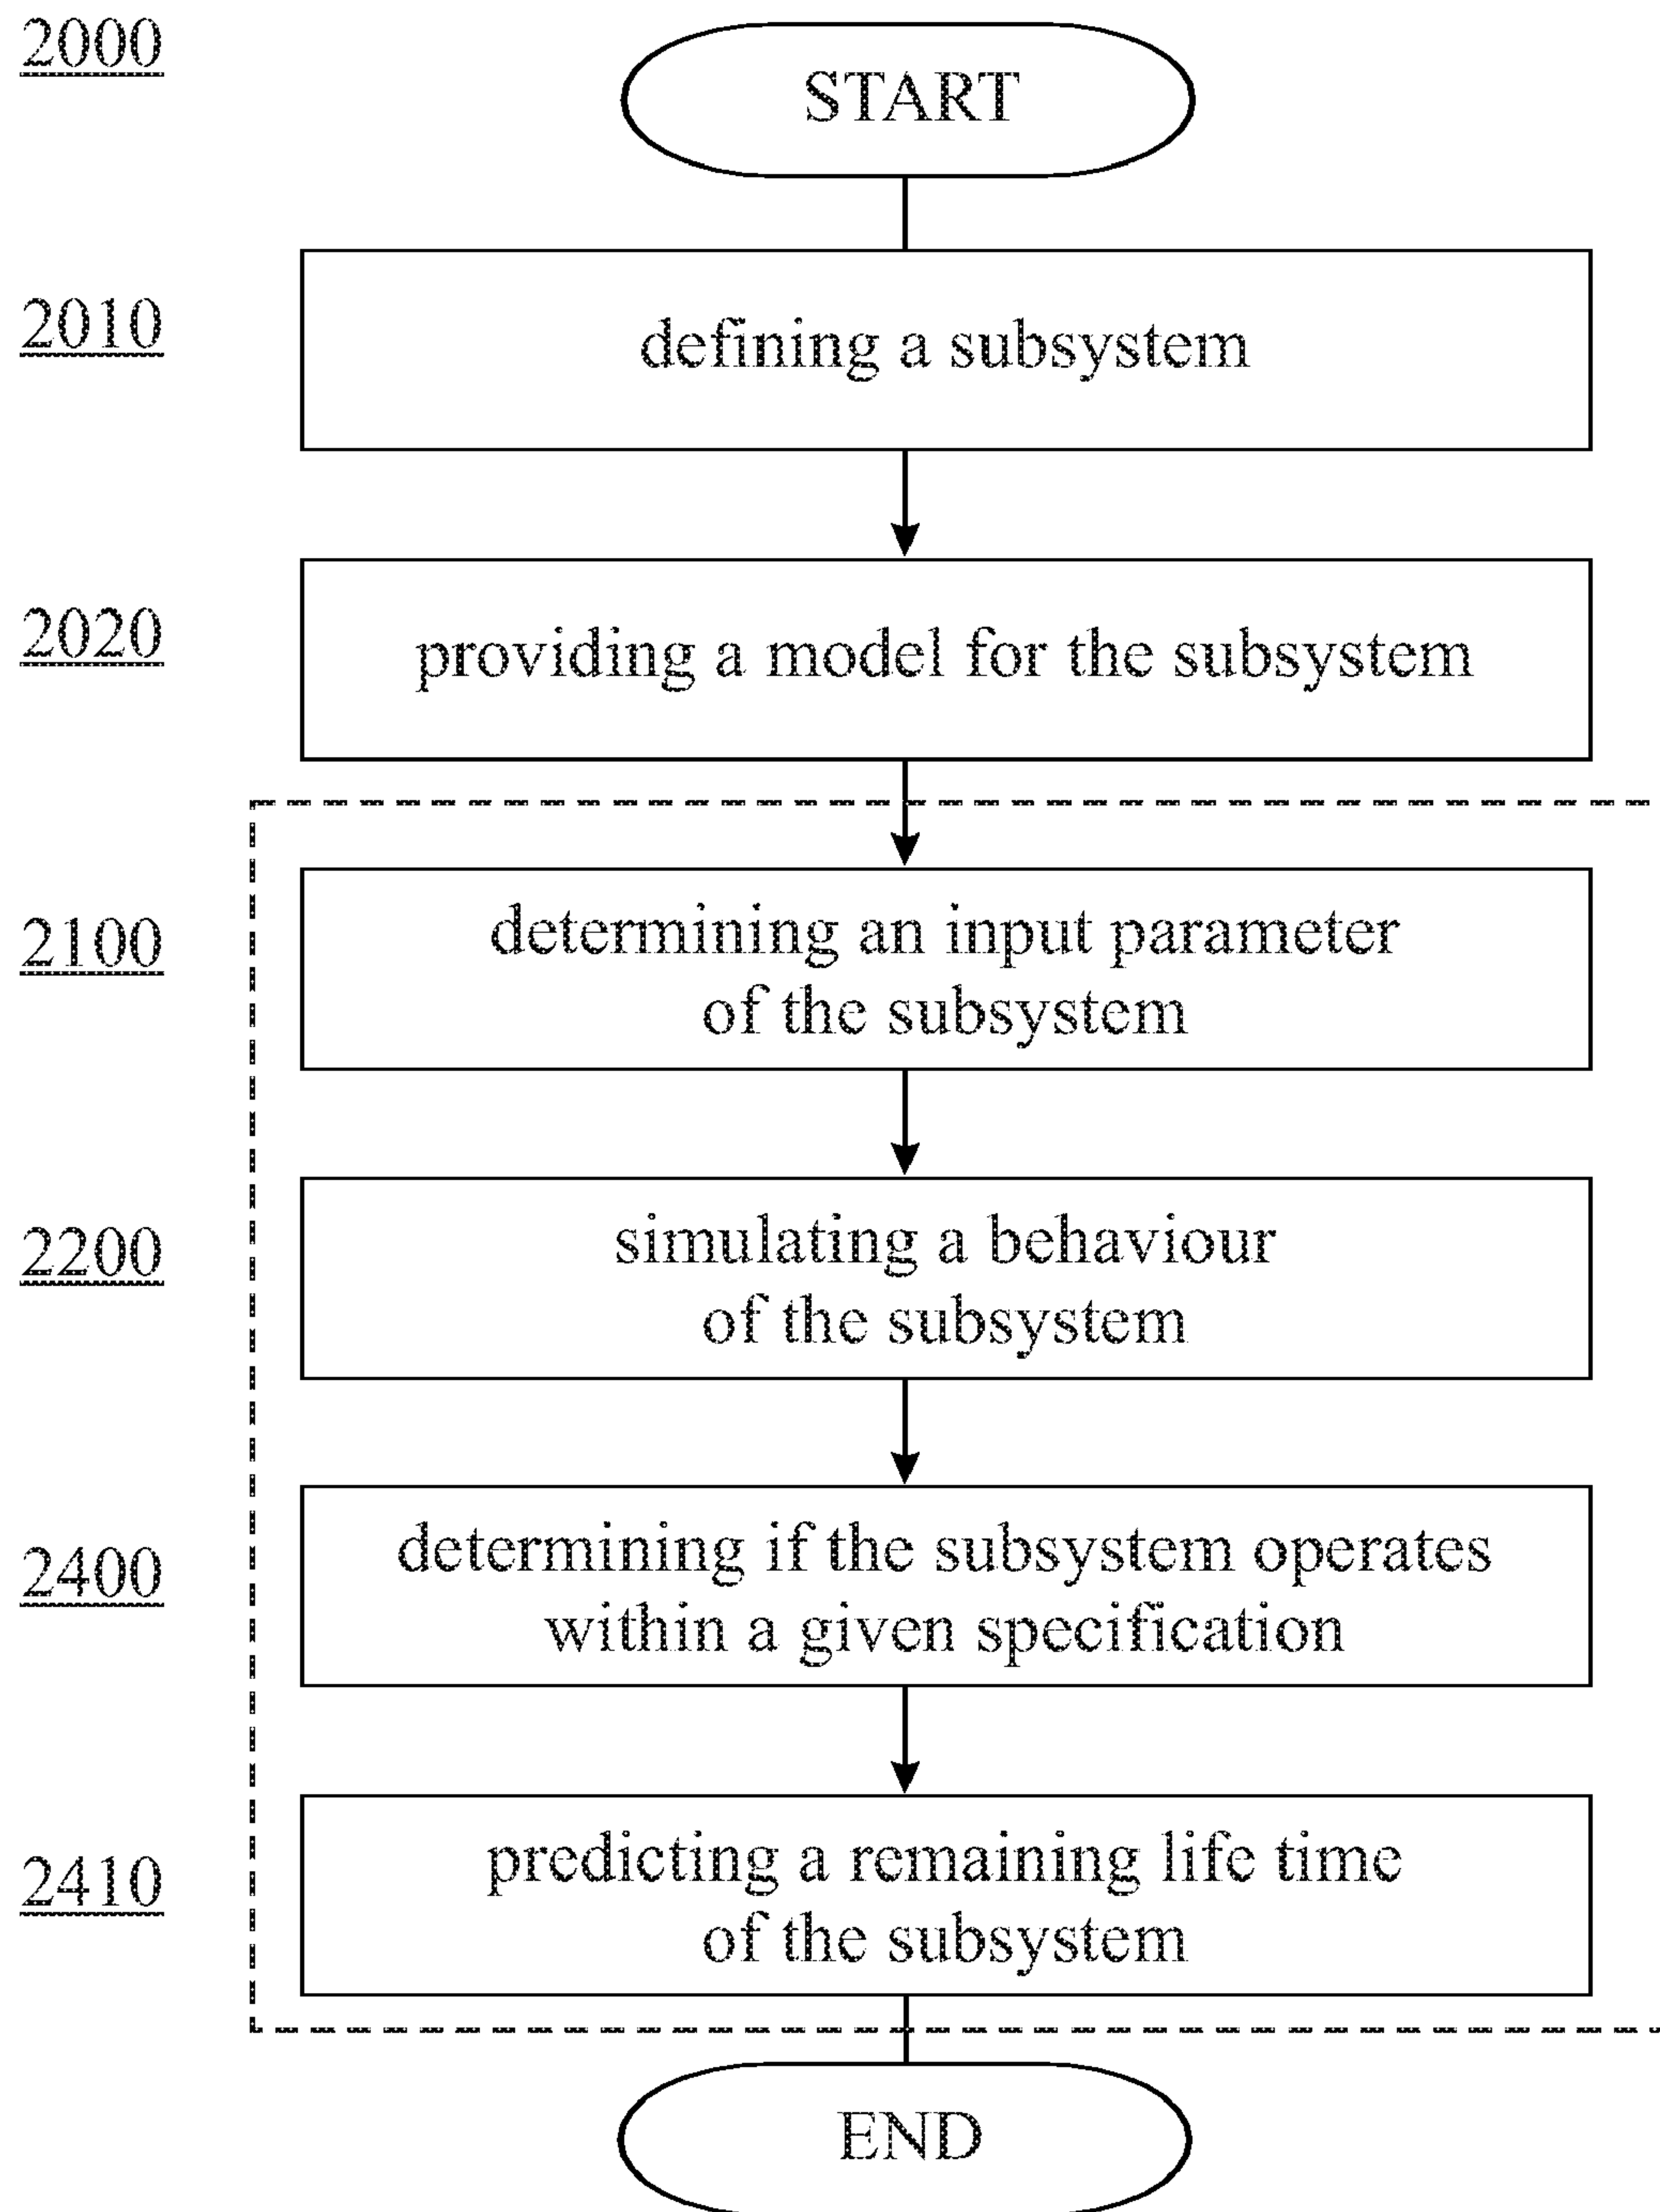 2000
START
2010
defining a subsystem
2020
providing a model for the subsystem
2100
determining an input parameter
of the subsystem
2200
simulating a behaviour
of the subsystem
2400
determining if the subsystem operates
within a given specification
2410
predicting a remaining life time
of the subsystem
END